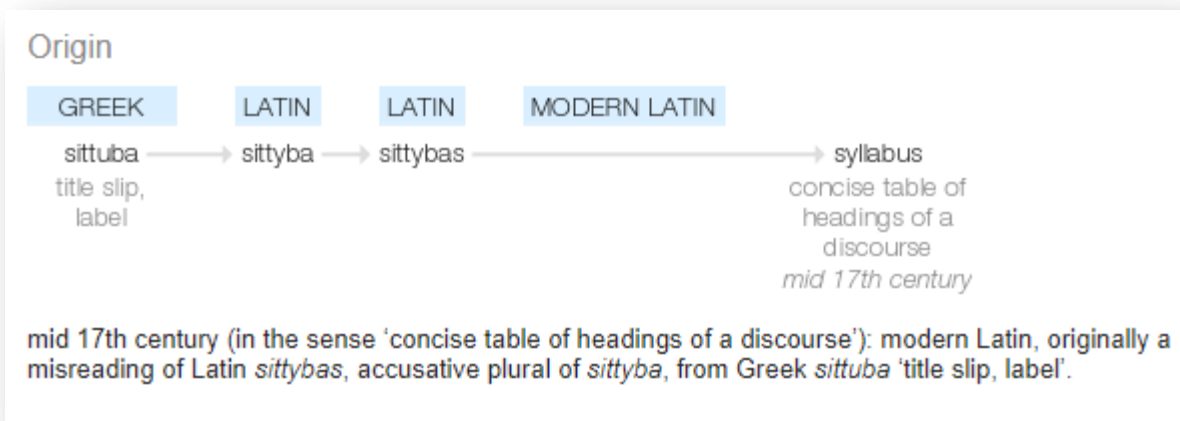 Origin
GREEK LATIN LATIN MODERN LATIN
sittuba sittyba sittybas syllabus
title slip, concise table of
label headings of a
discourse
mid 17th century
mid 17th century (in the sense ‘concise table of headings of a discourse’): modern Latin, originally a
misreading of Latin sittybas, accusative plural of sittyba, from Greek sittuba ‘title slip, label’.